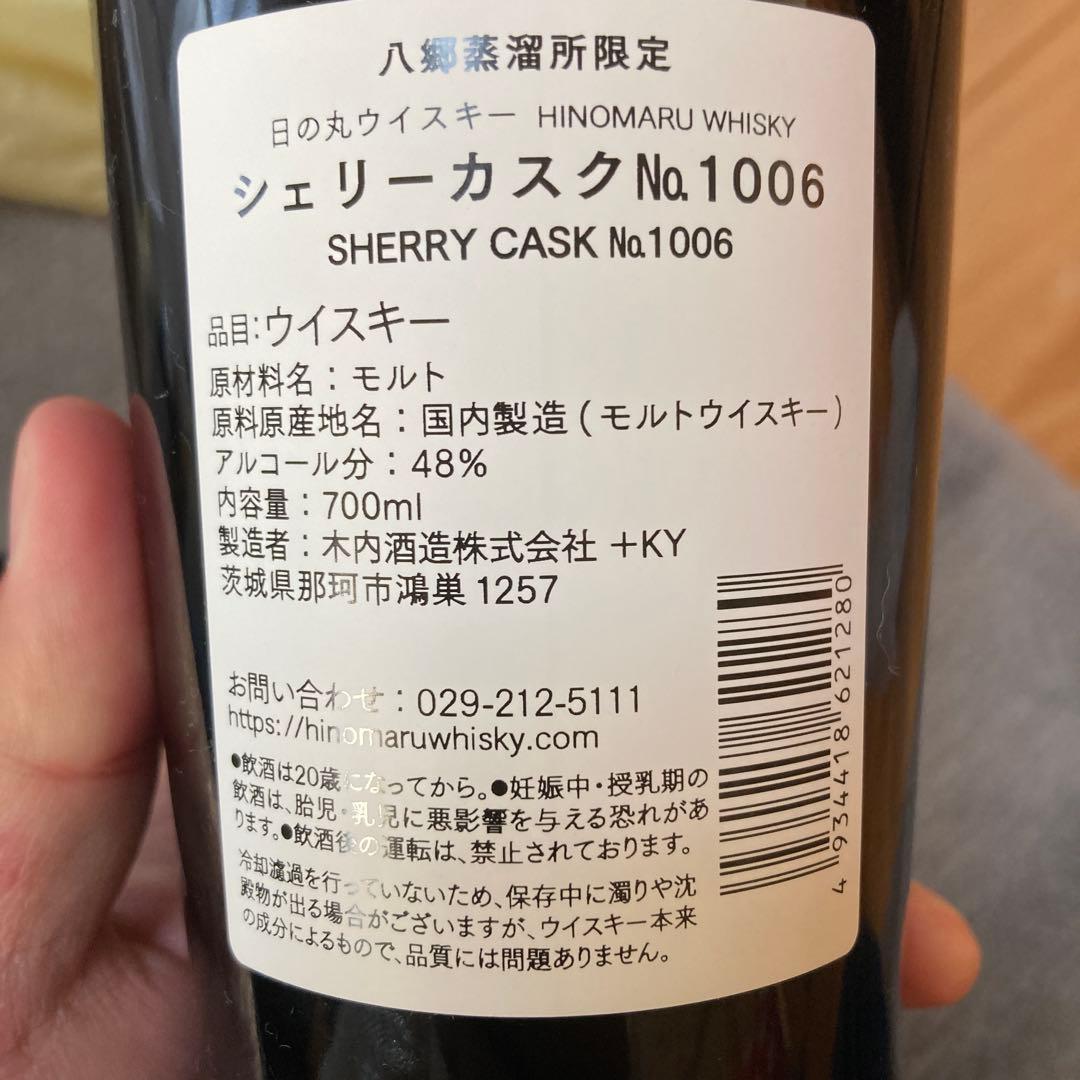 八郷蒸溜所限定
日の丸ウイスキー HINOMARU WHISKY
シェリーカスク№1006
SHERRY CASK №1006
品目:ウイスキー
原材料名：モルト
原料原産地名：国内製造(モルトウイスキー)
アルコール分：48%
内容量：700ml
製造者：木内酒造株式会社 +KY
茨城県那珂市鴻巣1257
お問い合わせ：029-212-5111
https://hinomaruwhisky.com
●飲酒は20歳になってから。●妊娠中・授乳期の
飲酒は、胎児・乳児に悪影響を与える恐れがあ
ります。●飲酒後の運転は、禁止されております。
冷却濾過を行っていないため、保存中に濁りや沈
殿物が出る場合がございますが、ウイスキー本来
の成分によるもので、品質には問題ありません。
4 934418 621280